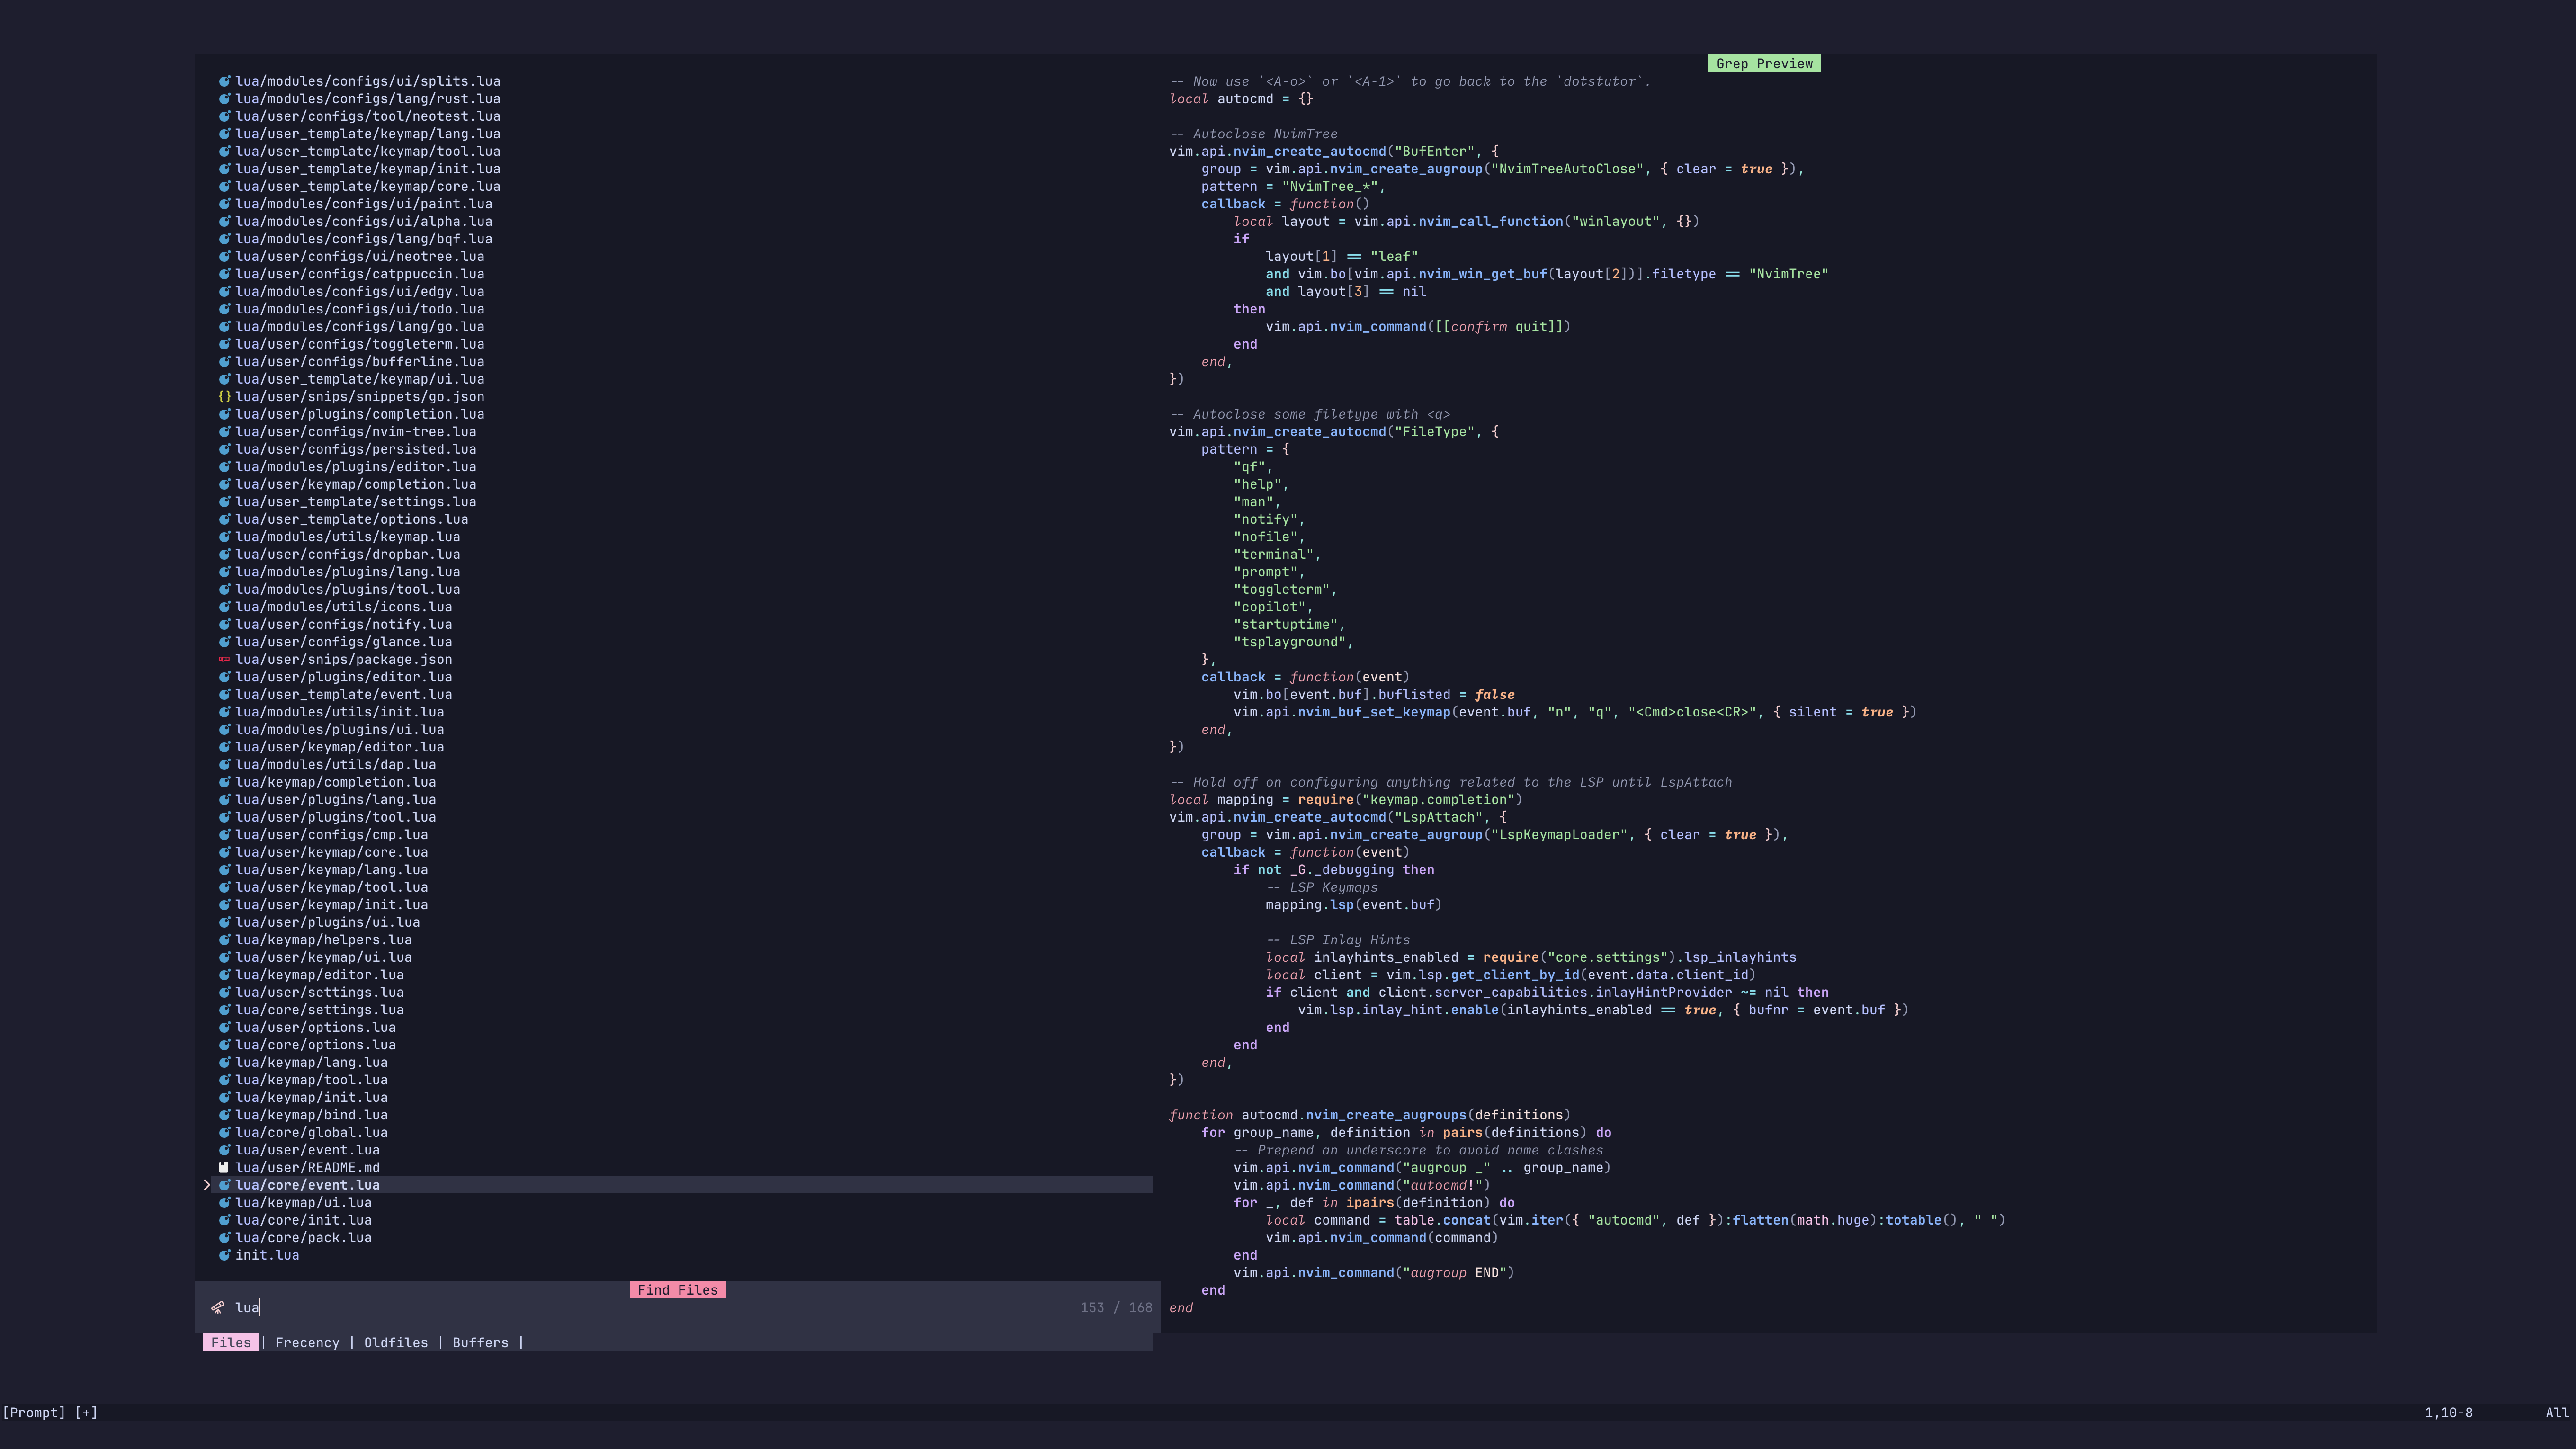 lua/modules/configs/ui/splits.lua
lua/modules/configs/lang/rust.lua
lua/user/configs/tool/neotest.lua
lua/user_template/keymap/lang.lua
lua/user_template/keymap/tool.lua
lua/user_template/keymap/init.lua
lua/user_template/keymap/core.lua
lua/modules/configs/ui/paint.lua
lua/modules/configs/ui/alpha.lua
lua/modules/configs/lang/bqf.lua
lua/user/configs/ui/neotree.lua
lua/user/configs/catppuccin.lua
lua/modules/configs/ui/edgy.lua
lua/modules/configs/ui/todo.lua
lua/modules/configs/lang/go.lua
lua/user/configs/toggleterm.lua
lua/user/configs/bufferline.lua
lua/user_template/keymap/ui.lua
{} lua/user/snips/snippets/go.json
lua/user/plugins/completion.lua
lua/user/configs/nvim-tree.lua
lua/user/configs/persisted.lua
lua/modules/plugins/editor.lua
lua/user/keymap/completion.lua
lua/user_template/settings.lua
lua/user_template/options.lua
lua/modules/utils/keymap.lua
lua/user/configs/dropbar.lua
lua/modules/plugins/lang.lua
lua/modules/plugins/tool.lua
lua/modules/utils/icons.lua
lua/user/configs/notify.lua
lua/user/configs/glance.lua
lua/user/snips/package.json
lua/user/plugins/editor.lua
lua/user_template/event.lua
lua/modules/utils/init.lua
lua/modules/plugins/ui.lua
lua/user/keymap/editor.lua
lua/modules/utils/dap.lua
lua/keymap/completion.lua
lua/user/plugins/lang.lua
lua/user/plugins/tool.lua
lua/user/configs/cmp.lua
lua/user/keymap/core.lua
lua/user/keymap/lang.lua
lua/user/keymap/tool.lua
lua/user/keymap/init.lua
lua/user/plugins/ui.lua
lua/keymap/helpers.lua
lua/user/keymap/ui.lua
lua/keymap/editor.lua
lua/user/settings.lua
lua/core/settings.lua
lua/user/options.lua
lua/core/options.lua
lua/keymap/lang.lua
lua/keymap/tool.lua
lua/keymap/init.lua
lua/keymap/bind.lua
lua/core/global.lua
lua/user/event.lua
lua/user/README.md
> lua/core/event.lua
lua/keymap/ui.lua
lua/core/init.lua
lua/core/pack.lua
init.lua
Find Files
lua 153 / 168
Files | Frecency | Oldfiles | Buffers |
Grep Preview
-- Now use `<A-o>` or `<A-1>` to go back to the `dotstutor`.
local autocmd = {}

-- Autoclose NvimTree
vim.api.nvim_create_autocmd("BufEnter", {
    group = vim.api.nvim_create_augroup("NvimTreeAutoClose", { clear = true }),
    pattern = "NvimTree_*",
    callback = function()
        local layout = vim.api.nvim_call_function("winlayout", {})
        if
            layout[1] == "leaf"
            and vim.bo[vim.api.nvim_win_get_buf(layout[2])].filetype == "NvimTree"
            and layout[3] == nil
        then
            vim.api.nvim_command([[confirm quit]])
        end
    end,
})

-- Autoclose some filetype with <q>
vim.api.nvim_create_autocmd("FileType", {
    pattern = {
        "qf",
        "help",
        "man",
        "notify",
        "nofile",
        "terminal",
        "prompt",
        "toggleterm",
        "copilot",
        "startuptime",
        "tsplayground",
    },
    callback = function(event)
        vim.bo[event.buf].buflisted = false
        vim.api.nvim_buf_set_keymap(event.buf, "n", "q", "<Cmd>close<CR>", { silent = true })
    end,
})

-- Hold off on configuring anything related to the LSP until LspAttach
local mapping = require("keymap.completion")
vim.api.nvim_create_autocmd("LspAttach", {
    group = vim.api.nvim_create_augroup("LspKeymapLoader", { clear = true }),
    callback = function(event)
        if not _G._debugging then
            -- LSP Keymaps
            mapping.lsp(event.buf)

            -- LSP Inlay Hints
            local inlayhints_enabled = require("core.settings").lsp_inlayhints
            local client = vim.lsp.get_client_by_id(event.data.client_id)
            if client and client.server_capabilities.inlayHintProvider ~= nil then
                vim.lsp.inlay_hint.enable(inlayhints_enabled == true, { bufnr = event.buf })
            end
        end
    end,
})

function autocmd.nvim_create_augroups(definitions)
    for group_name, definition in pairs(definitions) do
        -- Prepend an underscore to avoid name clashes
        vim.api.nvim_command("augroup _" .. group_name)
        vim.api.nvim_command("autocmd!")
        for _, def in ipairs(definition) do
            local command = table.concat(vim.iter({ "autocmd", def }):flatten(math.huge):totable(), " ")
            vim.api.nvim_command(command)
        end
        vim.api.nvim_command("augroup END")
    end
end
[Prompt] [+] 1,10-8 All